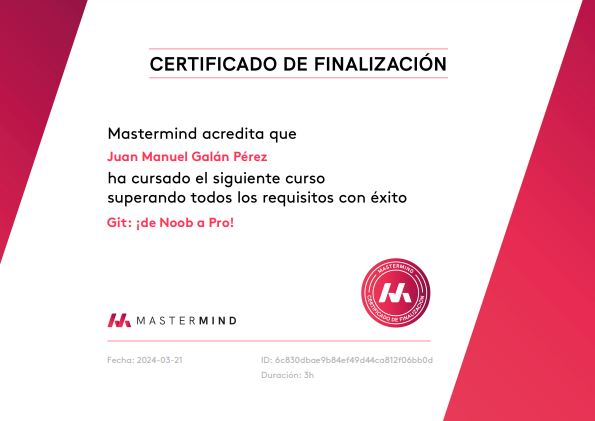 CERTIFICADO DE FINALIZACIÓN
Mastermind acredita que
Juan Manuel Galán Pérez
ha cursado el siguiente curso
superando todos los requisitos con éxito
Git: ¡de Noob a Pro!
MASTERMIND
CERTIFICADO DE FINALIZACIÓN
MASTERMIND
Fecha: 2024-03-21
ID: 6c830dbae9b84ef49d44ca812f06bb0d
Duración: 3h